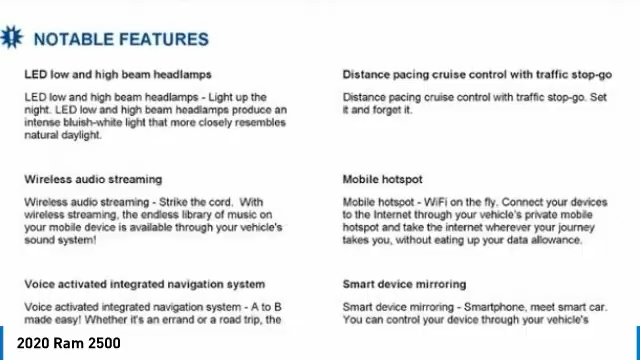 NOTABLE FEATURES
LED low and high beam headlamps
LED low and high beam headlamps - Light up the
night. LED low and high beam headlamps produce an
intense bluish-white light that more closely resembles
natural daylight.
Distance pacing cruise control with traffic stop-go
Distance pacing cruise control with traffic stop-go. Set
it and forget it.
Wireless audio streaming
Wireless audio streaming - Strike the cord.  With
wireless streaming, the endless library of music on
your mobile device is available through your vehicle's
sound system!
Mobile hotspot
Mobile hotspot - WiFi on the fly. Connect your devices
to the Internet through your vehicle's private mobile
hotspot and take the internet wherever your journey
takes you, without eating up your data allowance.
Voice activated integrated navigation system
Voice activated integrated navigation system - A to B
made easy! Whether it's an errand or a road trip, the
Smart device mirroring
Smart device mirroring - Smartphone, meet smart car.
You can control your device through your vehicle's
2020 Ram 2500